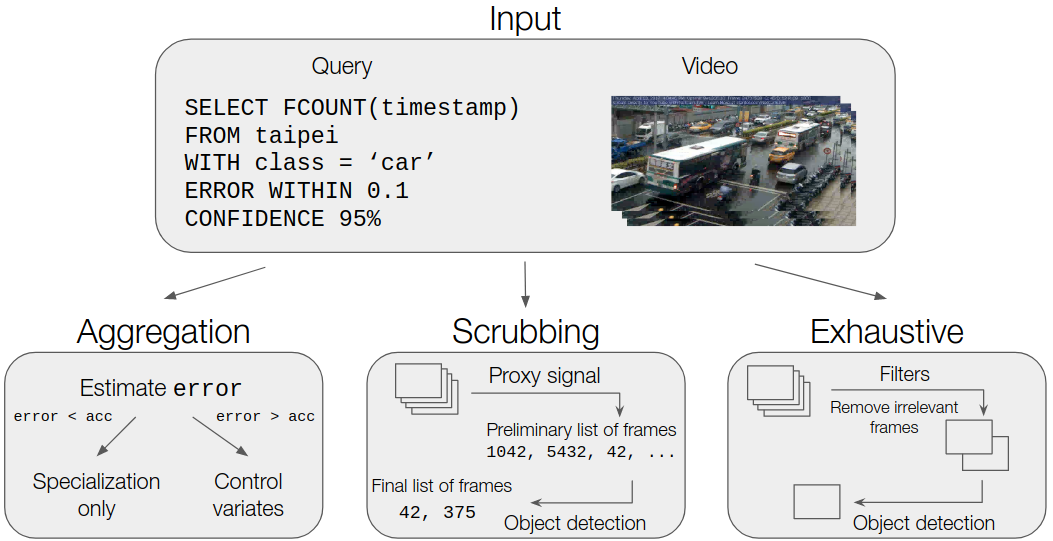 Input
Query
Video
SELECT FCOUNT(timestamp)
FROM taipei
WITH class = ‘car’
ERROR WITHIN 0.1
CONFIDENCE 95%
Aggregation
Estimate error
error < acc
error > acc
Specialization
only
Control
variates
Scrubbing
Proxy signal
Preliminary list of frames
1042, 5432, 42, ...
Final list of frames
42, 375
Object detection
Exhaustive
Filters
Remove irrelevant
frames
Object detection